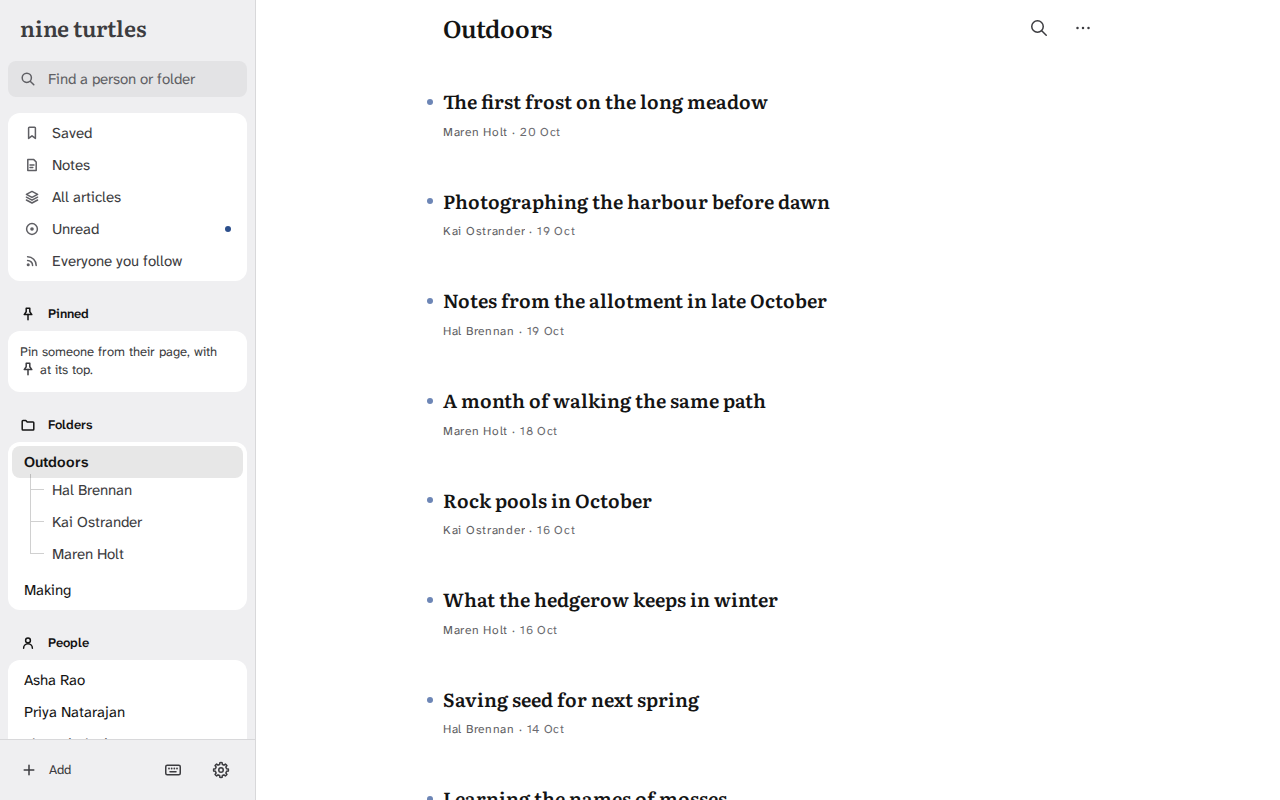 nine turtles
Find a person or folder
Saved
Notes
All articles
Unread
Everyone you follow
Pinned
Pin someone from their page, with
at its top.
Folders
Outdoors
Hal Brennan
Kai Ostrander
Maren Holt
Making
People
Asha Rao
Priya Natarajan
Add
Outdoors
The first frost on the long meadow
Maren Holt · 20 Oct
Photographing the harbour before dawn
Kai Ostrander · 19 Oct
Notes from the allotment in late October
Hal Brennan · 19 Oct
A month of walking the same path
Maren Holt · 18 Oct
Rock pools in October
Kai Ostrander · 16 Oct
What the hedgerow keeps in winter
Maren Holt · 16 Oct
Saving seed for next spring
Hal Brennan · 14 Oct
Learning the names of mosses